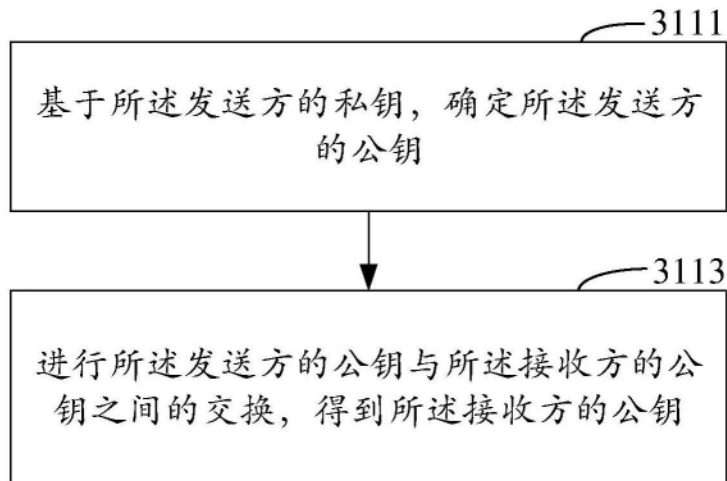 3111
基于所述发送方的私钥，确定所述发送方
的公钥
3113
进行所述发送方的公钥与所述接收方的公
钥之间的交换，得到所述接收方的公钥